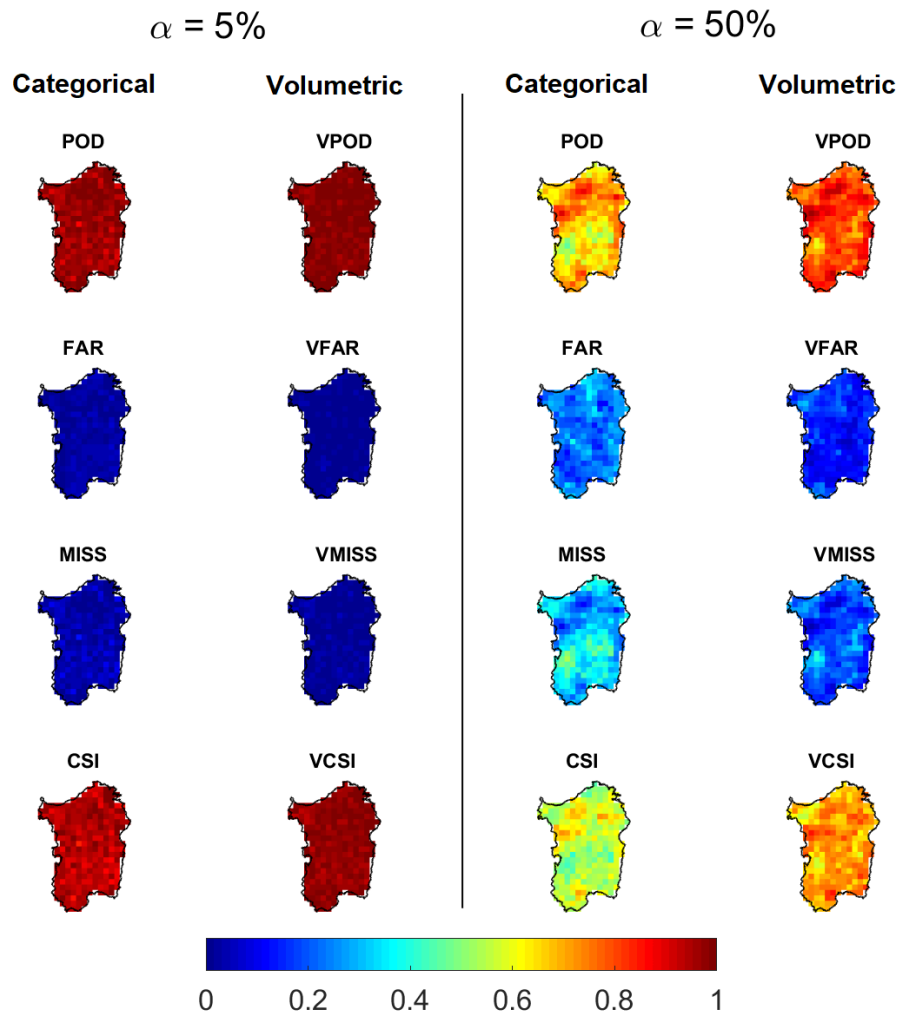 α = 5% α = 50%
Categorical Volumetric Categorical Volumetric
POD VPOD POD VPOD
FAR VFAR FAR VFAR
MISS VMISS MISS VMISS
CSI VCSI CSI VCSI
0 0.2 0.4 0.6 0.8 1